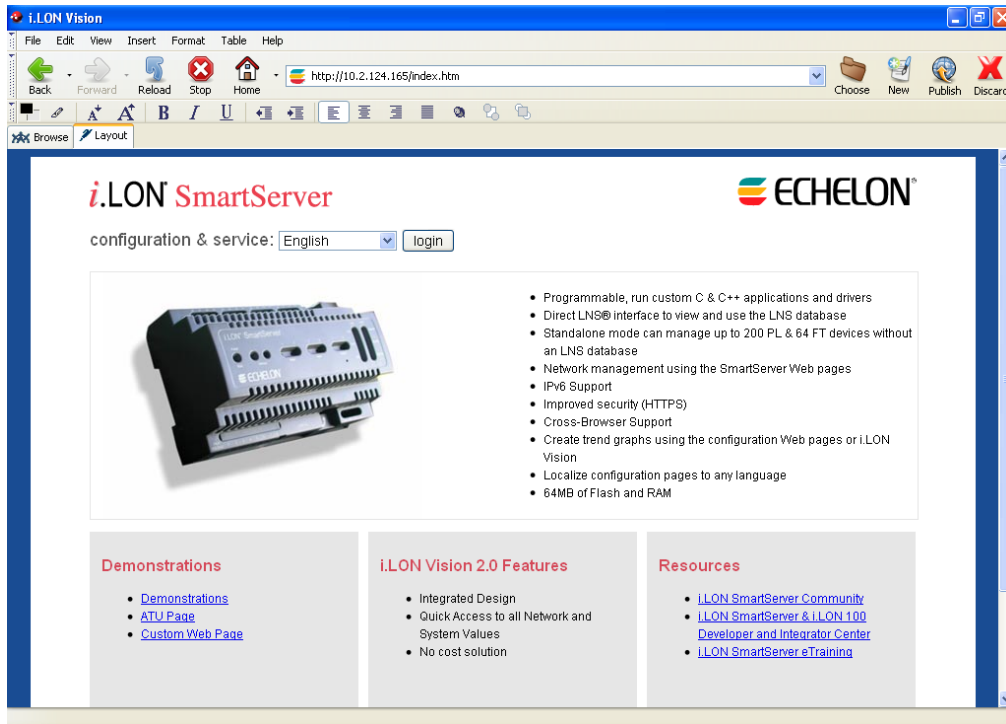 i.LON Vision
File Edit View Insert Format Table Help
Back Forward Reload Stop Home http://10.2.124.165/index.htm Choose New Publish Discard
A A B I U
Browse Layout
i.LON SmartServer
ECHELON®
configuration & service: English login
i.LON SmartServer
ECHELON
Programmable, run custom C & C++ applications and drivers
Direct LNS® interface to view and use the LNS database
Standalone mode can manage up to 200 PL & 64 FT devices without
an LNS database
Network management using the SmartServer Web pages
IPv6 Support
Improved security (HTTPS)
Cross-Browser Support
Create trend graphs using the configuration Web pages or i.LON
Vision
Localize configuration pages to any language
64MB of Flash and RAM
Demonstrations
Demonstrations
ATU Page
Custom Web Page
i.LON Vision 2.0 Features
Integrated Design
Quick Access to all Network and
System Values
No cost solution
Resources
i.LON SmartServer Community
i.LON SmartServer & i.LON 100
Developer and Integrator Center
i.LON SmartServer eTraining